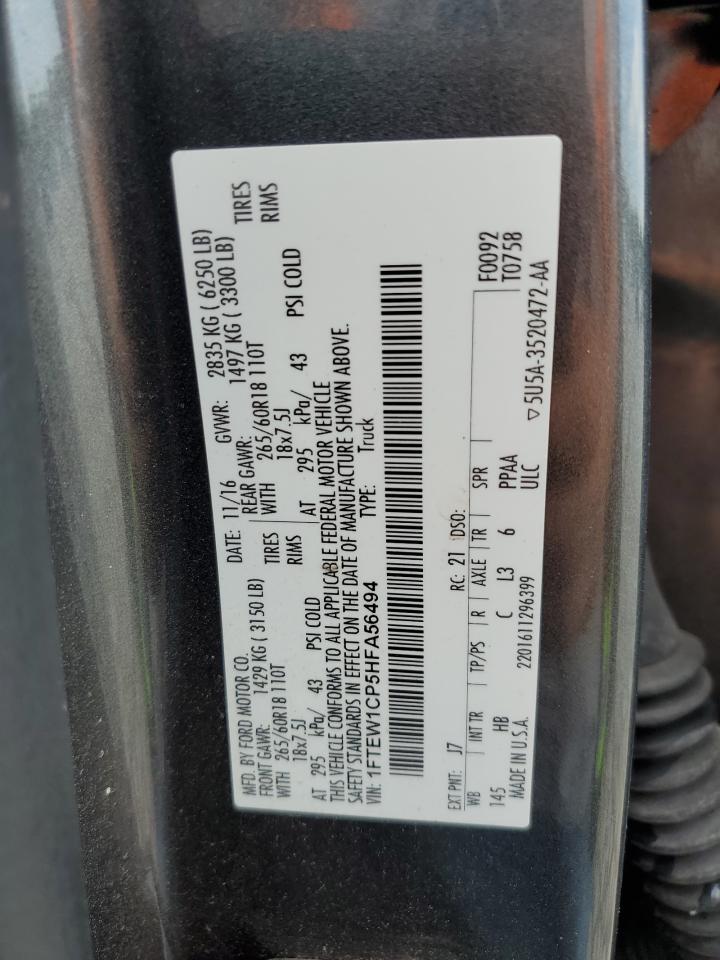 MFD. BY FORD MOTOR CO.
DATE: 11/16 GVWR: 2835 KG ( 6250 LB)
FRONT GAWR: 1429 KG ( 3150 LB) REAR GAWR: 1497 KG ( 3300 LB)
WITH 265/60R18 110T TIRES WITH 265/60R18 110T TIRES
18x7.5J RIMS 18x7.5J RIMS
AT 295 kPa/ 43 PSI COLD AT 295 kPa/ 43 PSI COLD
THIS VEHICLE CONFORMS TO ALL APPLICABLE FEDERAL MOTOR VEHICLE
SAFETY STANDARDS IN EFFECT ON THE DATE OF MANUFACTURE SHOWN ABOVE.
VIN: 1FTEW1CP5HFA56494 TYPE: Truck
EXT PNT: J7 RC: 21 DSO:
WB INT TR TP/PS R AXLE TR SPR F0092
145 HB C L3 6 PPAA T0758
MADE IN U.S.A. 2201611296399 ULC
▽5U5A-3520472-AA